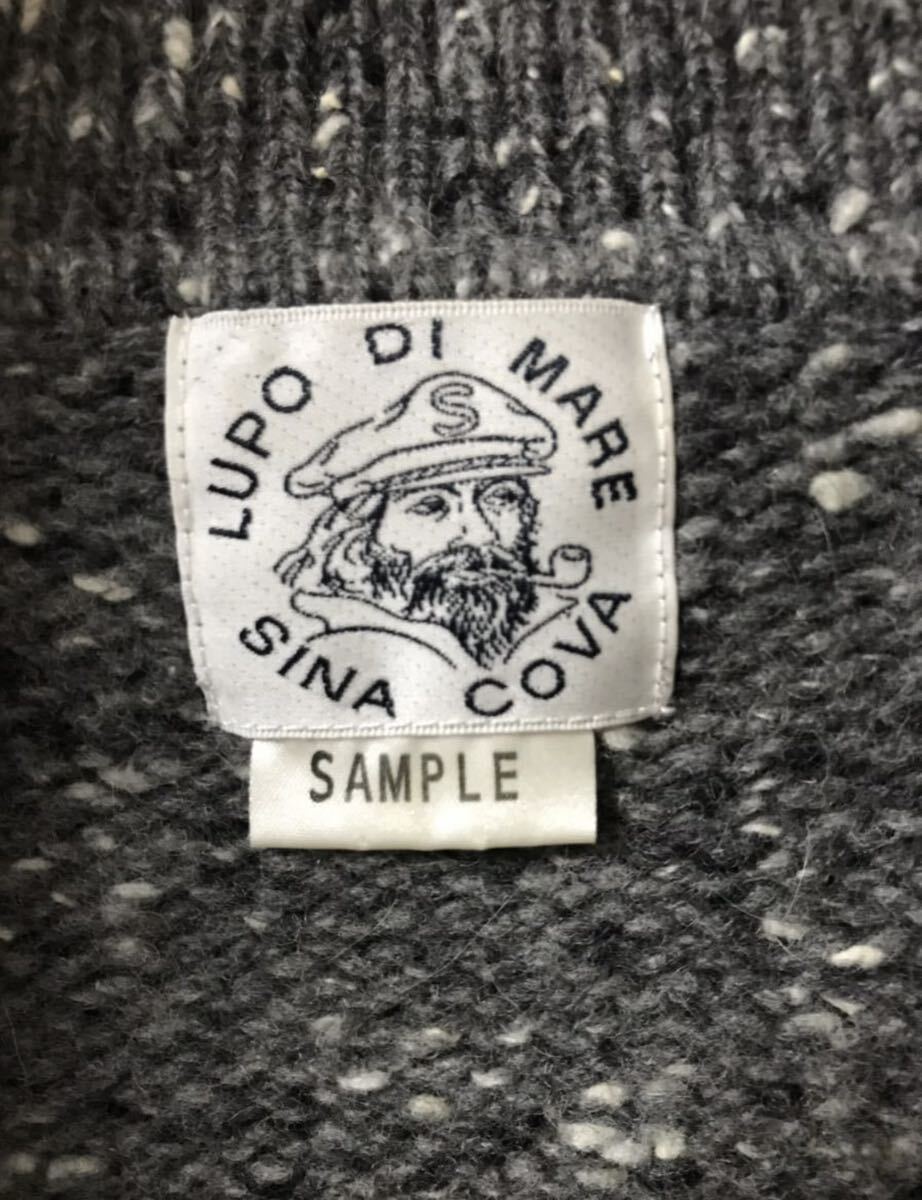 LUPO DI MARE
S
SINA COVA
SAMPLE